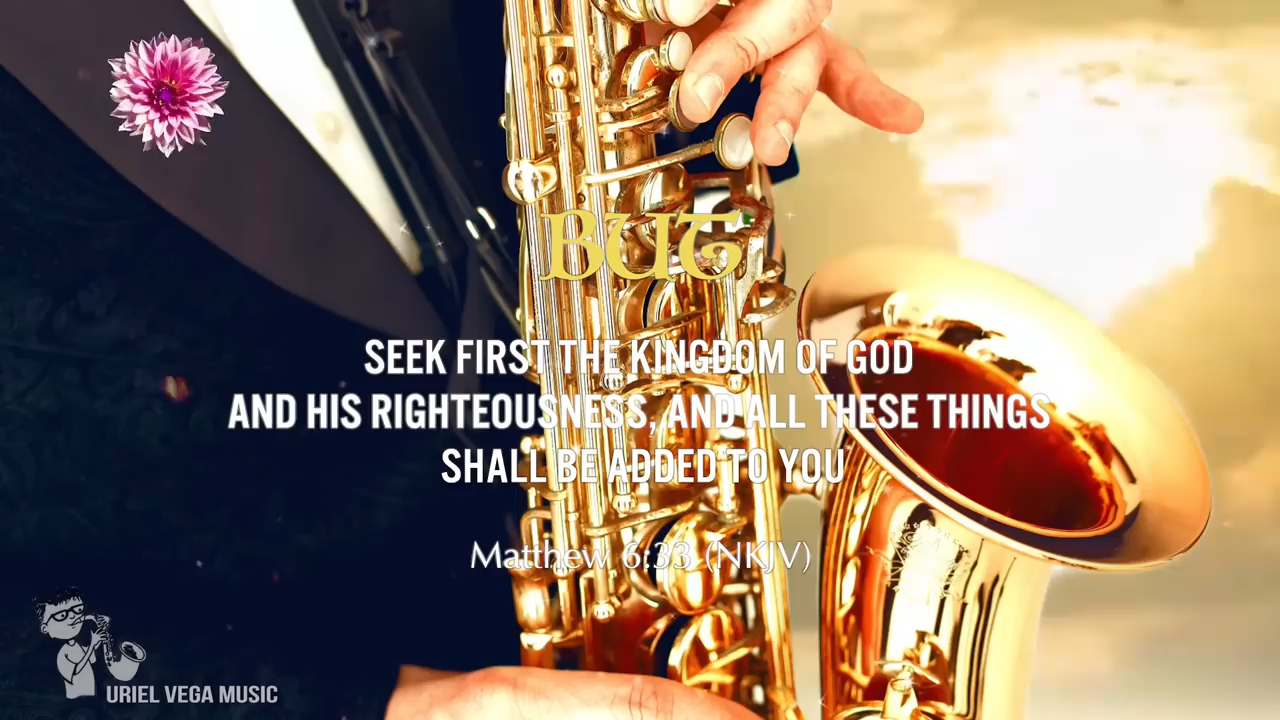 BUT
SEEK FIRST THE KINGDOM OF GOD
AND HIS RIGHTEOUSNESS, AND ALL THESE THINGS
SHALL BE ADDED TO YOU
Matthew 6:33 (NKJV)
URIEL VEGA MUSIC